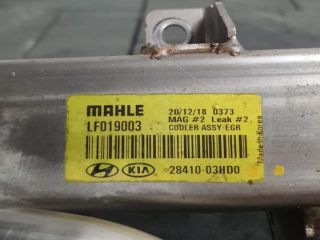 MAHLE
LF019003
20/12/18 0373
MAG #2 Leak #2
COOLER ASSY-EGR
KIA
28410-03HD0
Made in Korea